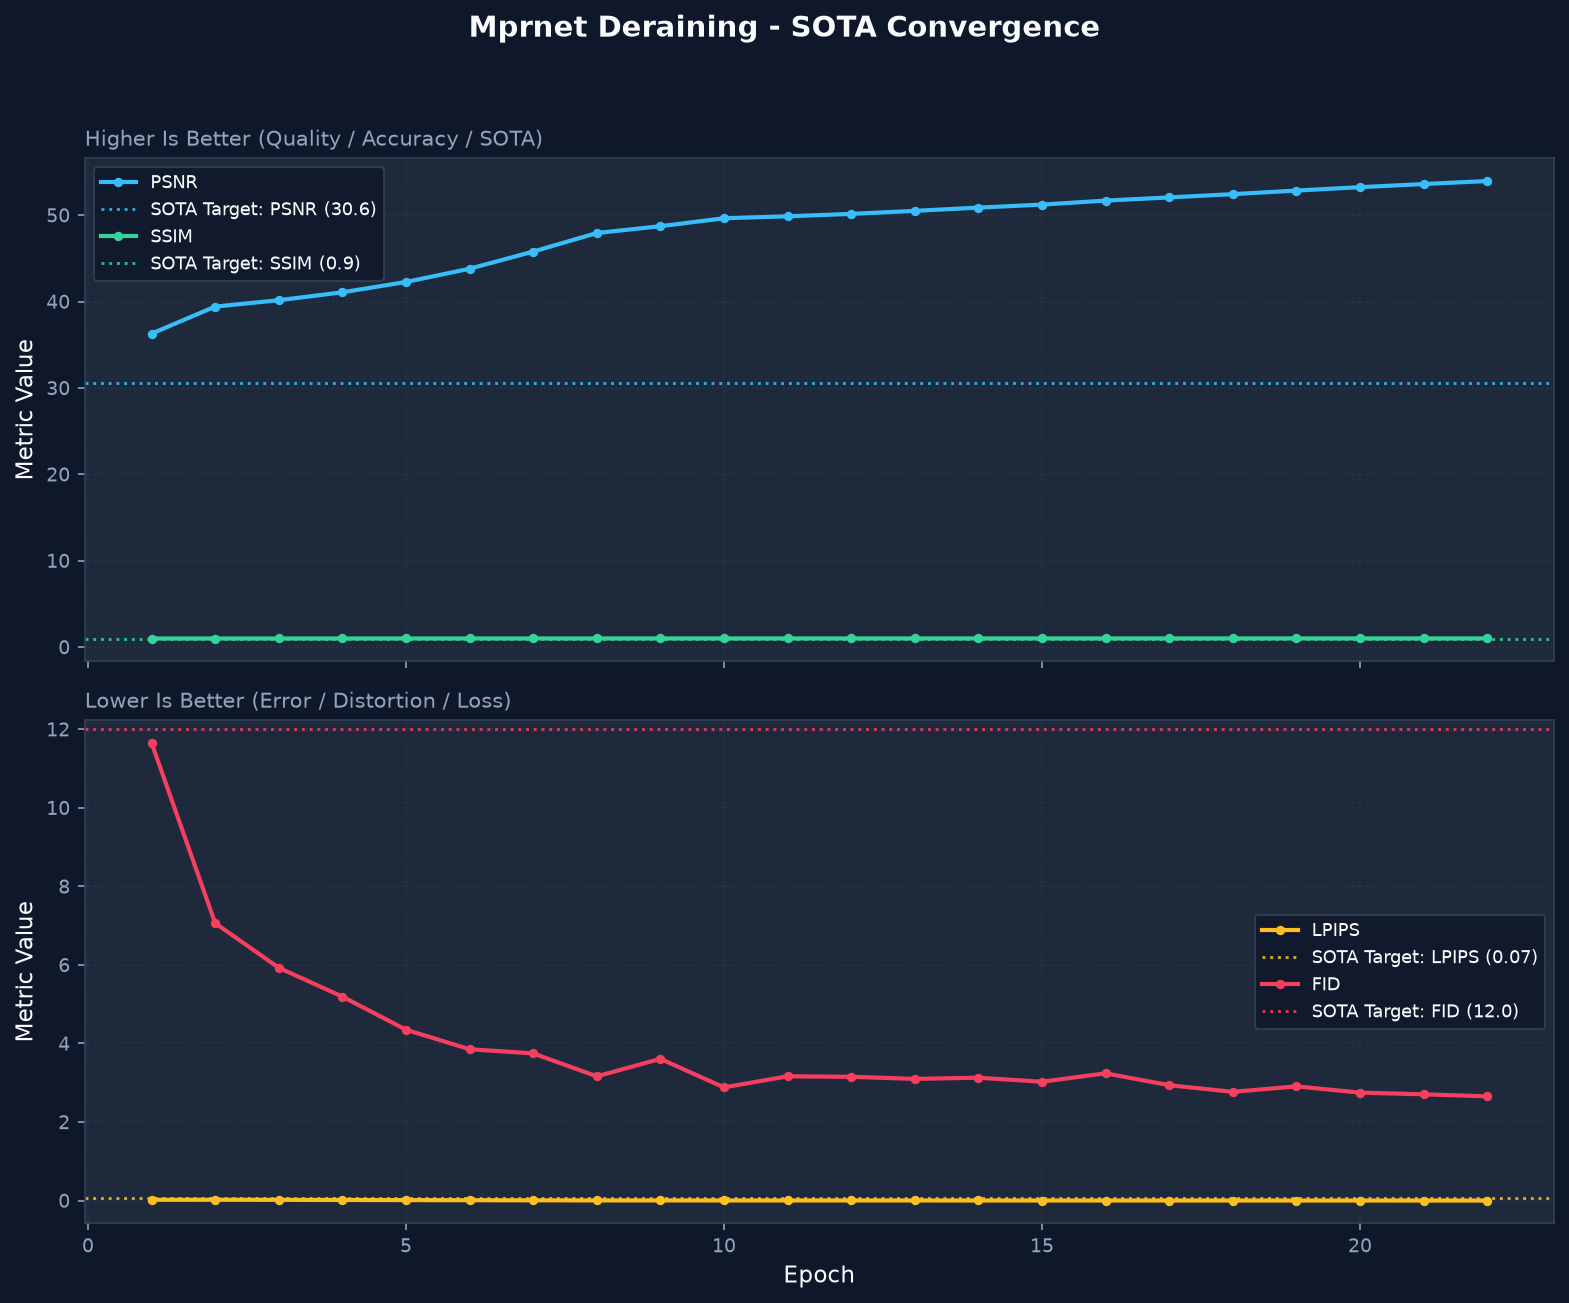 Mprnet Deraining - SOTA Convergence
Higher Is Better (Quality / Accuracy / SOTA)
PSNR
SOTA Target: PSNR (30.6)
SSIM
SOTA Target: SSIM (0.9)
Metric Value
50
40
30
20
10
0
Lower Is Better (Error / Distortion / Loss)
LPIPS
SOTA Target: LPIPS (0.07)
FID
SOTA Target: FID (12.0)
Metric Value
12
10
8
6
4
2
0
0 5 10 15 20
Epoch